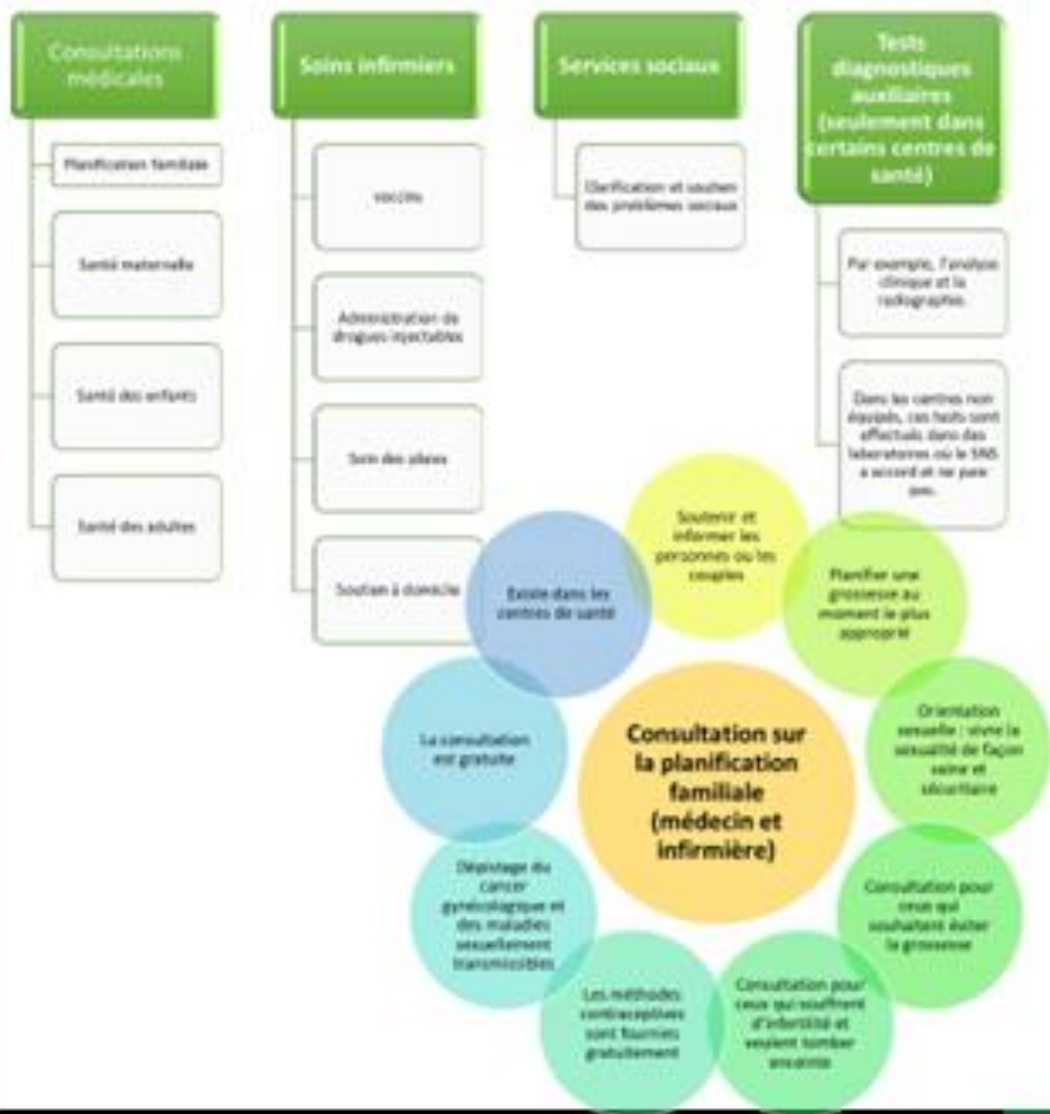 Consultations
médicales
Planification familiale
Santé maternelle
Santé des enfants
Santé des adultes
Soins infirmiers
vaccins
Administration de
drogues injectables
Soin des plaies
Soutien à domicile
Services sociaux
Clarification et soutien
des problèmes sociaux
Tests
diagnostiques
auxiliaires
(seulement dans
certains centres de
santé)
Par exemple, l'analyse
clinique et la
radiographie.
Dans les centres non
équipés, ces tests sont
effectués dans des
laboratoires où le SNS
a accord et ne paie
pas.
Consultation sur
la planification
familiale
(médecin et
infirmière)
Soutenir et
informer les
personnes ou les
couples
Planifier une
grossesse au
moment le plus
approprié
Orientation
sexuelle : vivre la
sexualité de façon
saine et
sécuritaire
Consultation pour
ceux qui
souhaitent éviter
la grossesse
Consultation pour
ceux qui souffrent
d'infertilité et
veulent tomber
enceinte
Les méthodes
contraceptives
sont fournies
gratuitement
Dépistage du
cancer
gynécologique et
des maladies
sexuellement
transmissibles
La consultation
est gratuite
Existe dans les
centres de santé